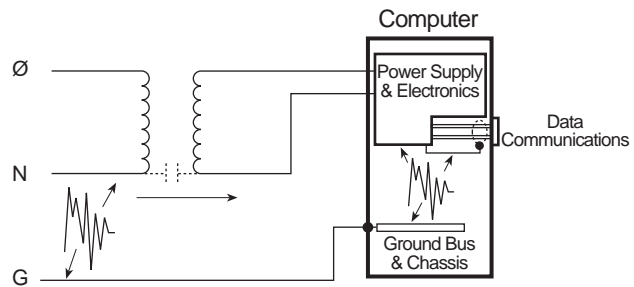 Computer
Ø
Power Supply
& Electronics
Data
Communications
N
Ground Bus
& Chassis
G